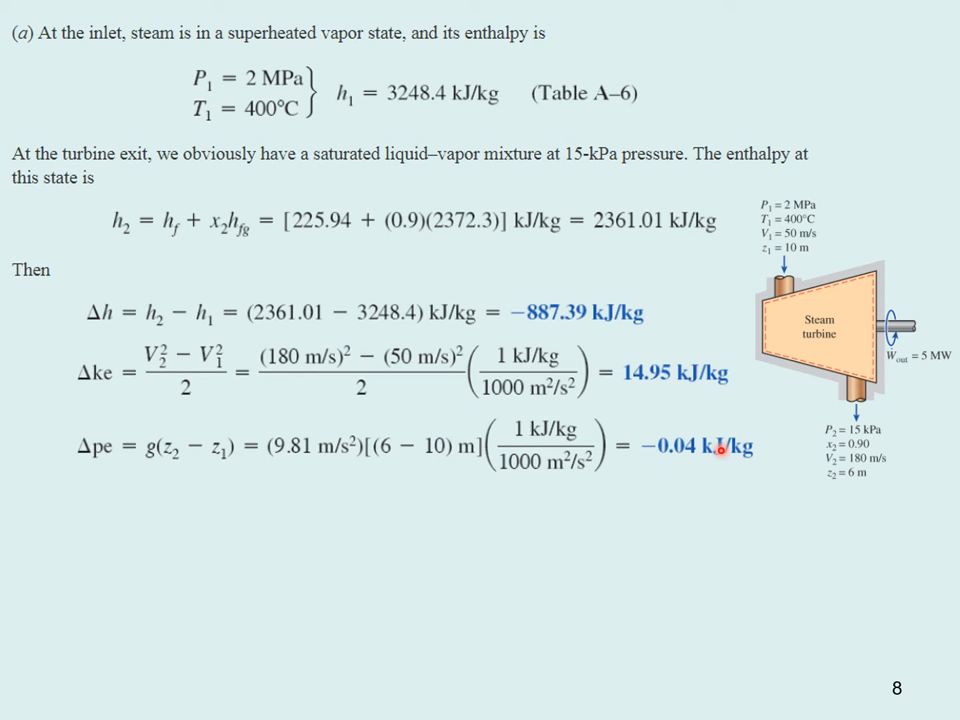 (a) At the inlet, steam is in a superheated vapor state, and its enthalpy is
P₁ = 2 MPa
T₁ = 400°C } h₁ = 3248.4 kJ/kg (Table A–6)
At the turbine exit, we obviously have a saturated liquid–vapor mixture at 15-kPa pressure. The enthalpy at
this state is
h₂ = h_f + x₂h_fg = [225.94 + (0.9)(2372.3)] kJ/kg = 2361.01 kJ/kg
Then
Δh = h₂ − h₁ = (2361.01 − 3248.4) kJ/kg = −887.39 kJ/kg
Δke = (V₂² − V₁²)/2 = ((180 m/s)² − (50 m/s)²)/2 (1 kJ/kg / 1000 m²/s²) = 14.95 kJ/kg
Δpe = g(z₂ − z₁) = (9.81 m/s²)[(6 − 10) m](1 kJ/kg / 1000 m²/s²) = −0.04 kJ/kg
P₁ = 2 MPa
T₁ = 400°C
V₁ = 50 m/s
z₁ = 10 m
Steam
turbine
Ẇout = 5 MW
P₂ = 15 kPa
x₂ = 0.90
V₂ = 180 m/s
z₂ = 6 m
8